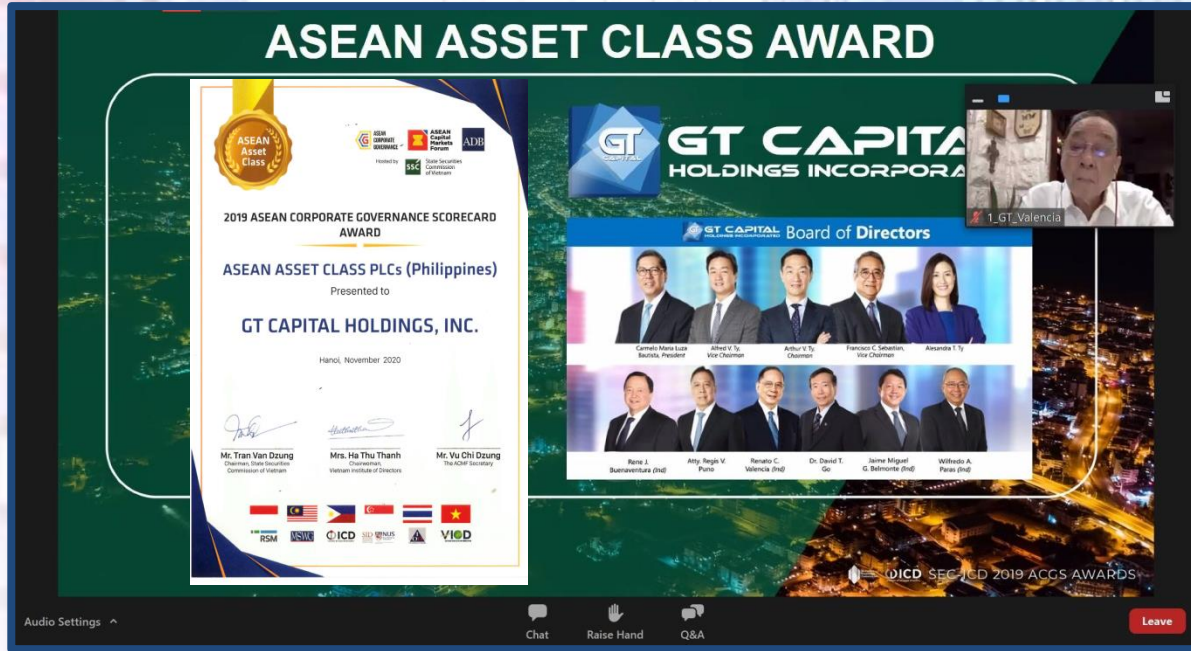 ASEAN ASSET CLASS AWARD
ASEAN
Asset
Class
ASEAN
CORPORATE
GOVERNANCE
ASEAN
Capital
Markets
Forum
ADB
Hosted by
SSC
State Securities
Commission
of Vietnam
2019 ASEAN CORPORATE GOVERNANCE SCORECARD
AWARD
ASEAN ASSET CLASS PLCs (Philippines)
Presented to
GT CAPITAL HOLDINGS, INC.
Hanoi, November 2020
Mr. Tran Van Dzung
Chairman, State Securities
Commission of Vietnam
Mrs. Ha Thu Thanh
Chairwoman,
Vietnam Institute of Directors
Mr. Vu Chi Dzung
The ACMF Secretary
RSM
MSWG
ICD
SID
NUS
VIOD
GT
CAPITAL
GT CAPITA
HOLDINGS INCORPORA
1_GT_Valencia
GT CAPITAL
HOLDINGS INCORPORATED
Board of Directors
Carmelo Maria Luza
Bautista, President
Alfred V. Ty,
Vice Chairman
Arthur V. Ty,
Chairman
Francisco C. Sebastian,
Vice Chairman
Alesandra T. Ty
Rene J.
Buenaventura (Ind)
Atty. Regis V.
Puno
Renato C.
Valencia (Ind)
Dr. David T.
Go
Jaime Miguel
G. Belmonte (Ind)
Wilfredo A.
Paras (Ind)
ICD SEC-ICD 2019 ACGS AWARDS
Audio Settings
Chat
Raise Hand
Q&A
Leave